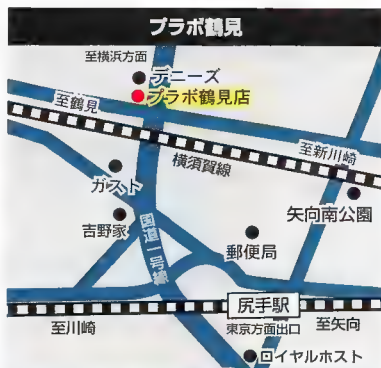 プラボ鶴見
至横浜方面
デニーズ
プラボ鶴見店
至鶴見
至新川崎
横須賀線
ガスト
矢向南公園
吉野家
国道一号線
郵便局
尻手駅
至川崎
東京方面出口
至矢向
ロイヤルホスト